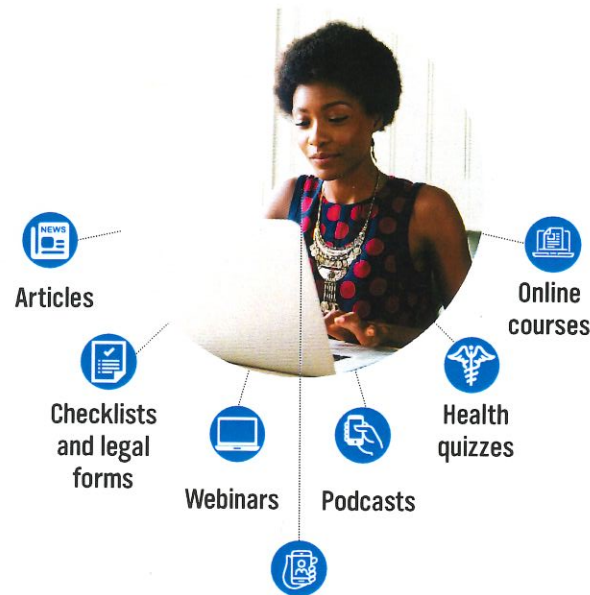 NEWS
Articles
Online
courses
Checklists
and legal
forms
Health
quizzes
Webinars
Podcasts